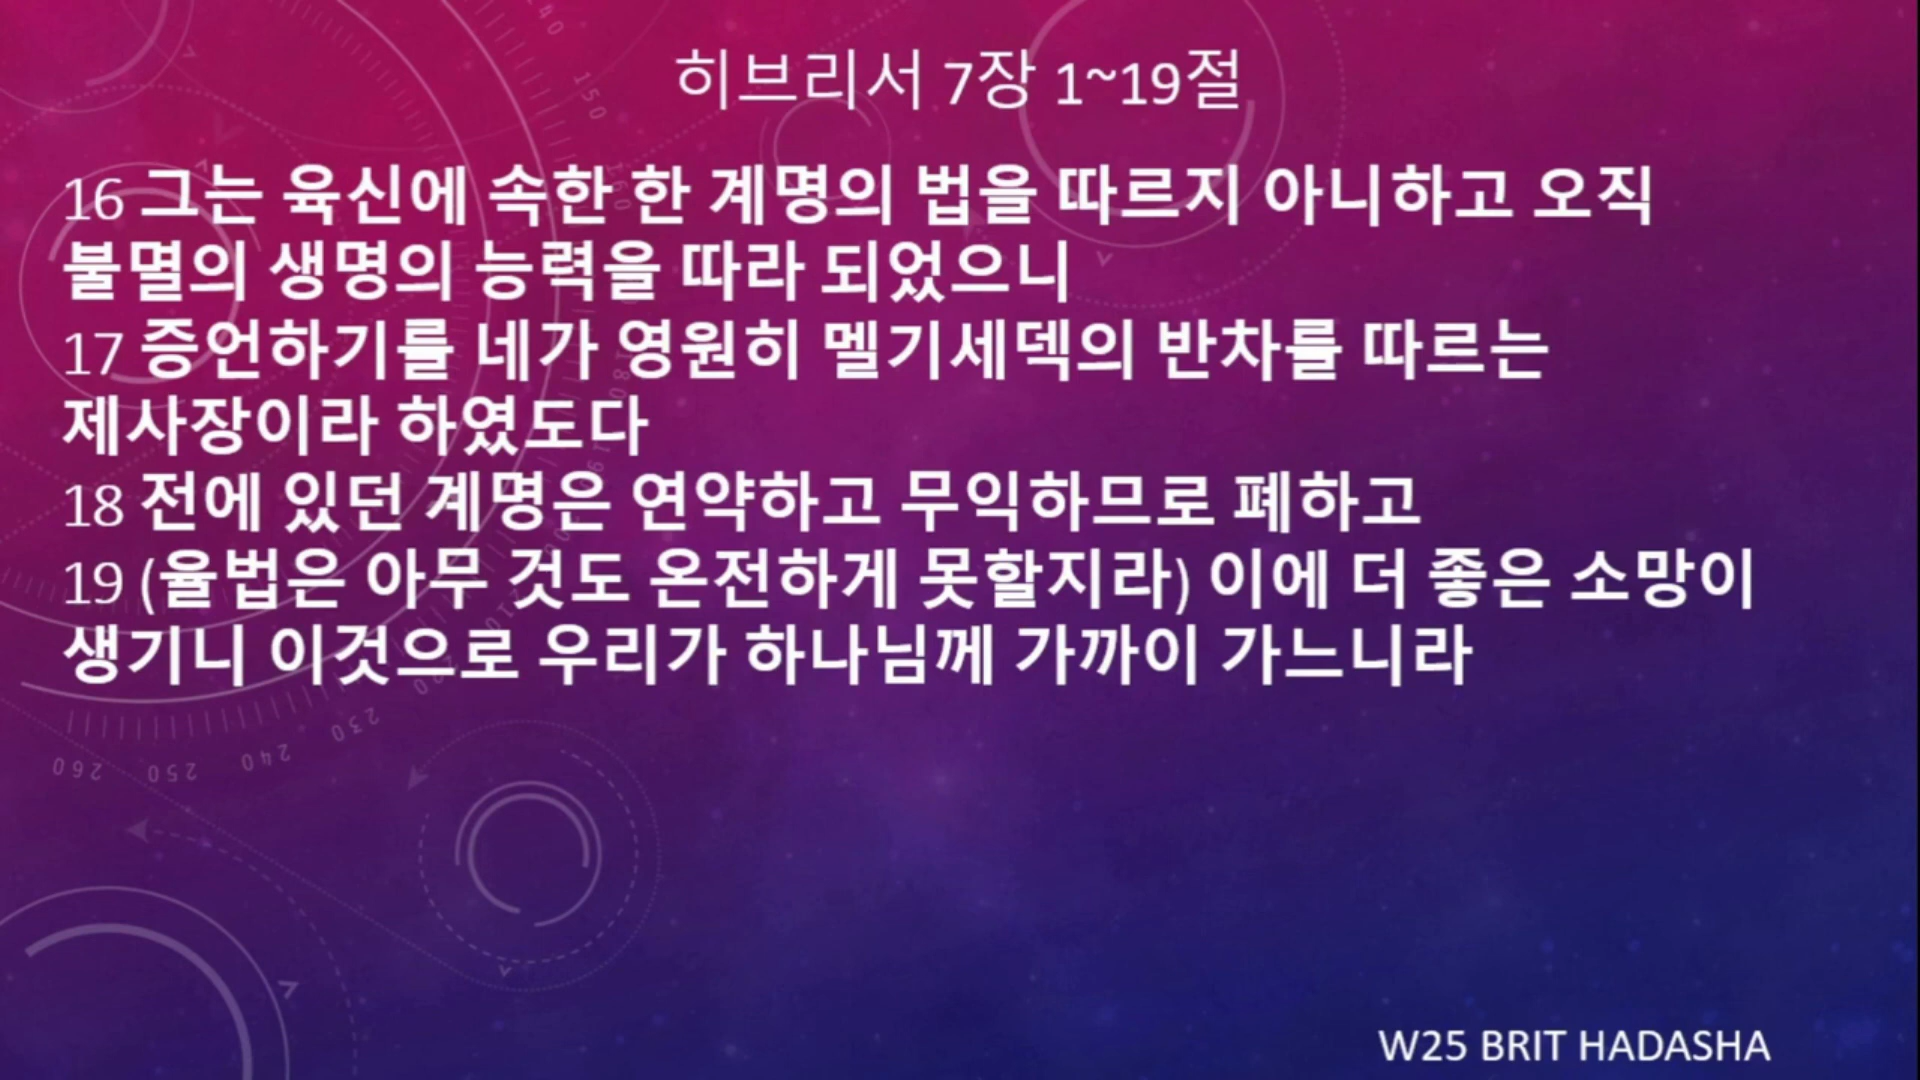 히브리서 7장 1~19절
16 그는 육신에 속한 한 계명의 법을 따르지 아니하고 오직
불멸의 생명의 능력을 따라 되었으니
17 증언하기를 네가 영원히 멜기세덱의 반차를 따르는
제사장이라 하였도다
18 전에 있던 계명은 연약하고 무익하므로 폐하고
19 (율법은 아무 것도 온전하게 못할지라) 이에 더 좋은 소망이
생기니 이것으로 우리가 하나님께 가까이 가느니라
140
150
160
230
240
250
260
W25 BRIT HADASHA